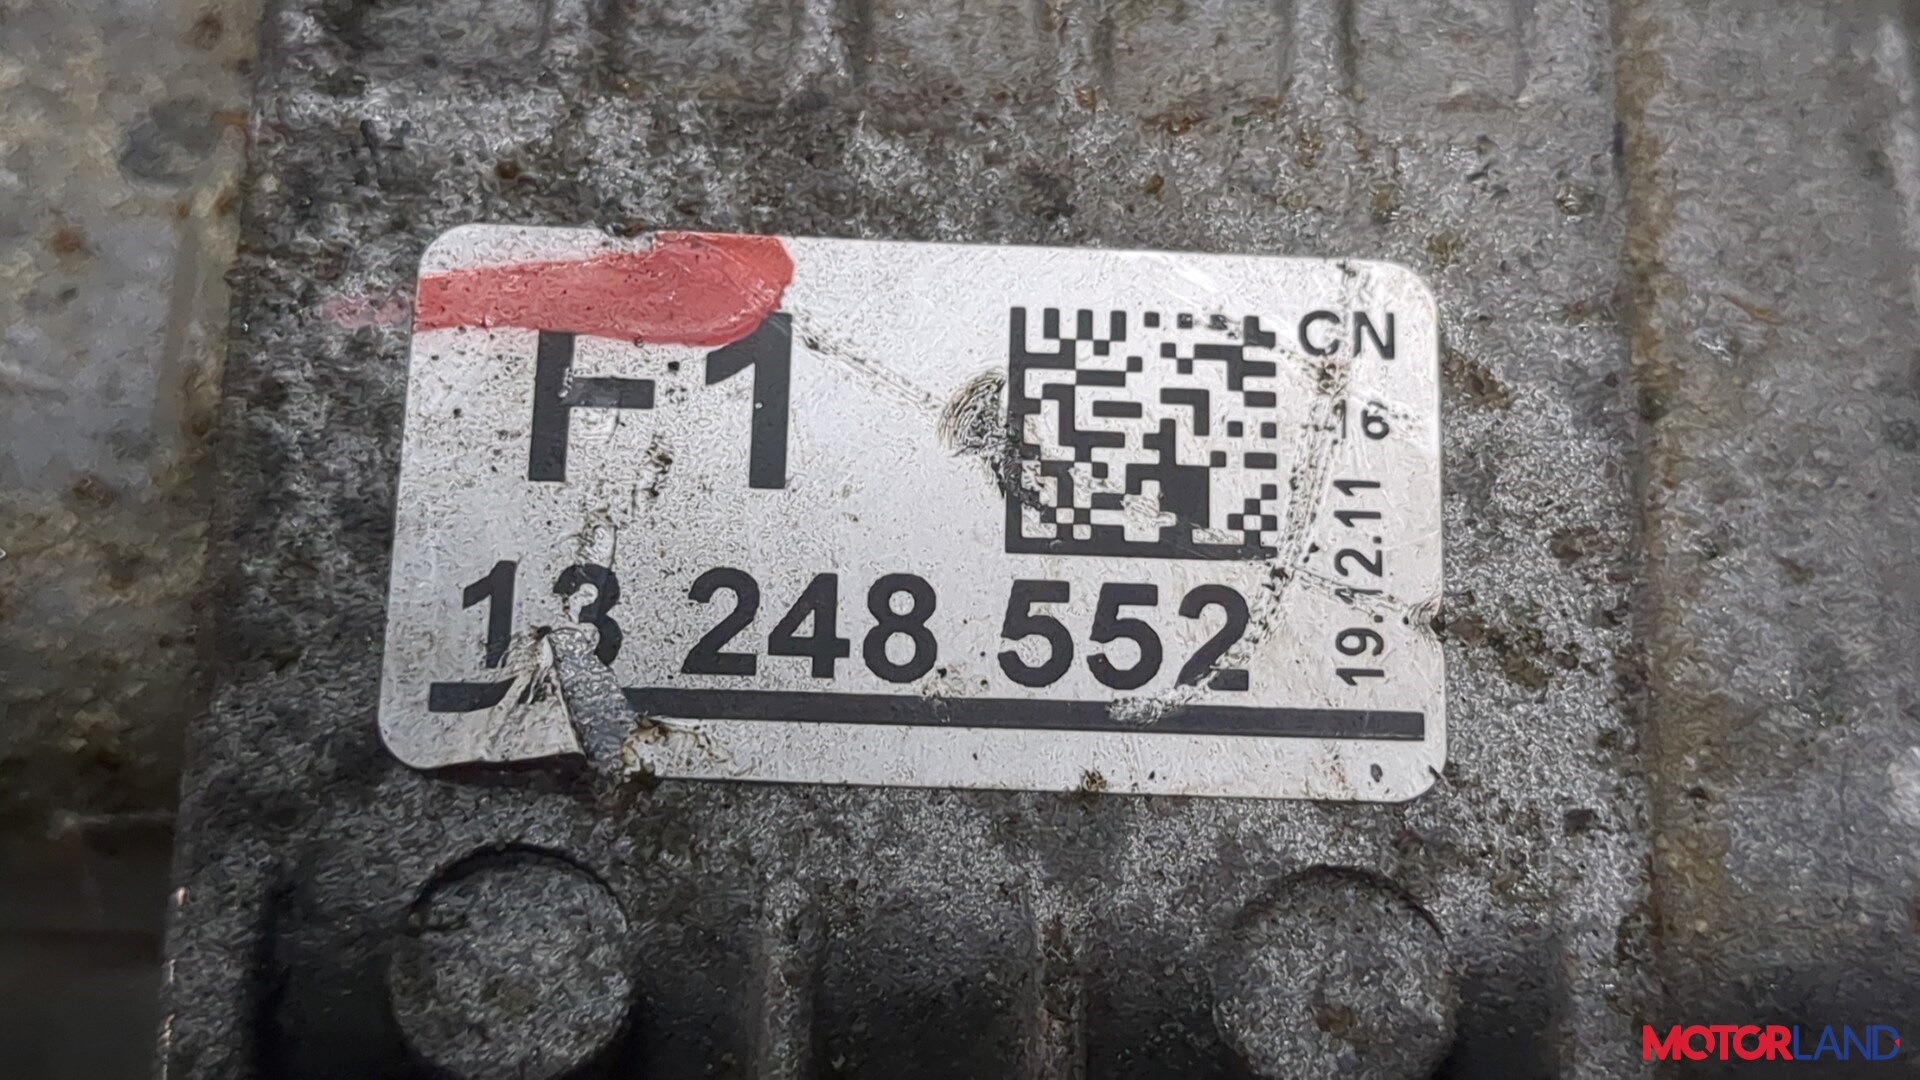 F1
CN
16
13 248 552
19.12.11
MOTORLAND